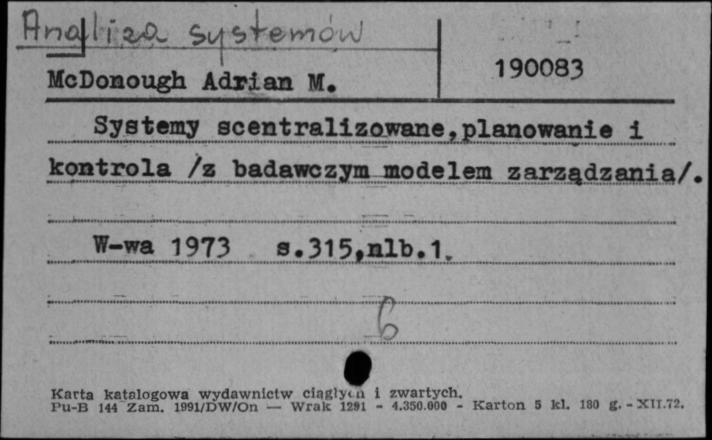 Analiza systemów
190083
McDonough Adrian M.
Systemy scentralizowane,planowanie i
kontrola /z badawczym modelem zarządzania/.
W-wa 1973 s.315,nlb.1.
6
Karta katalogowa wydawnictw ciągłych i zwartych.
Pu-B 144 Zam. 1991/DW/On — Wrak 1291 - 4.350.000 - Karton 5 kl. 180 g. - XII.72.